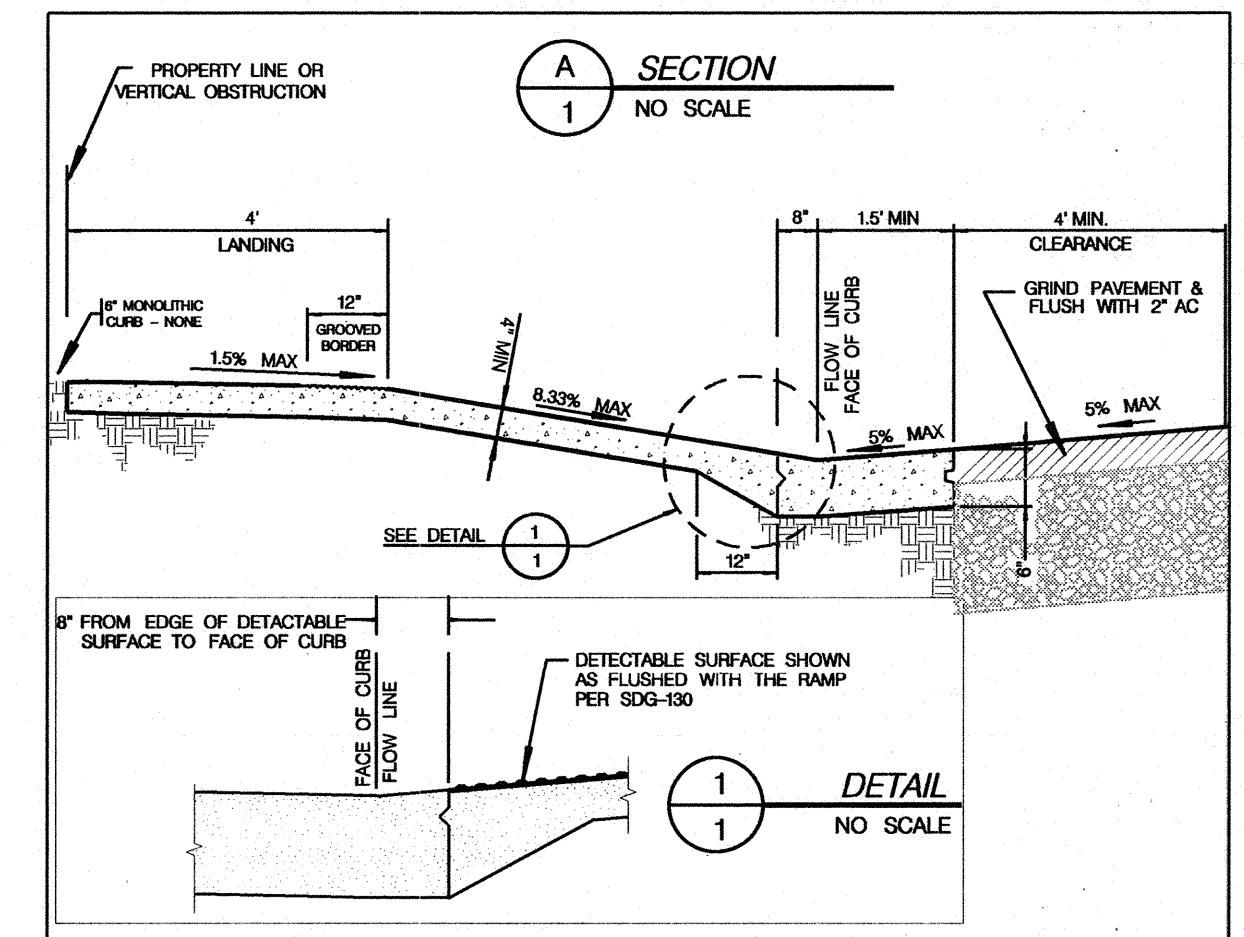 PROPERTY LINE OR
VERTICAL OBSTRUCTION
A
1
SECTION
NO SCALE
4'
LANDING
8"
1.5' MIN
4' MIN.
CLEARANCE
6" MONOLITHIC
CURB - NONE
12"
GROOVED
BORDER
1.5% MAX
4" MIN
8.33% MAX
FLOW LINE
FACE OF CURB
GRIND PAVEMENT &
FLUSH WITH 2" AC
5% MAX
5% MAX
SEE DETAIL
1
1
12"
6"
8" FROM EDGE OF DETACTABLE
SURFACE TO FACE OF CURB
FACE OF CURB
FLOW LINE
DETECTABLE SURFACE SHOWN
AS FLUSHED WITH THE RAMP
PER SDG-130
1
1
DETAIL
NO SCALE